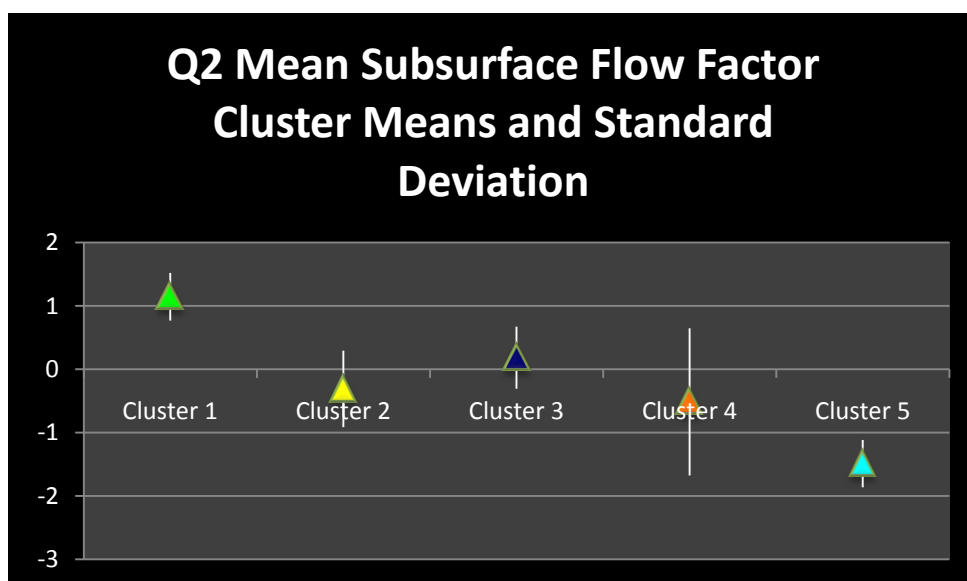 Q2 Mean Subsurface Flow Factor
Cluster Means and Standard
Deviation
2
1
0
Cluster 1 Cluster 2 Cluster 3 Cluster 4 Cluster 5
-1
-2
-3